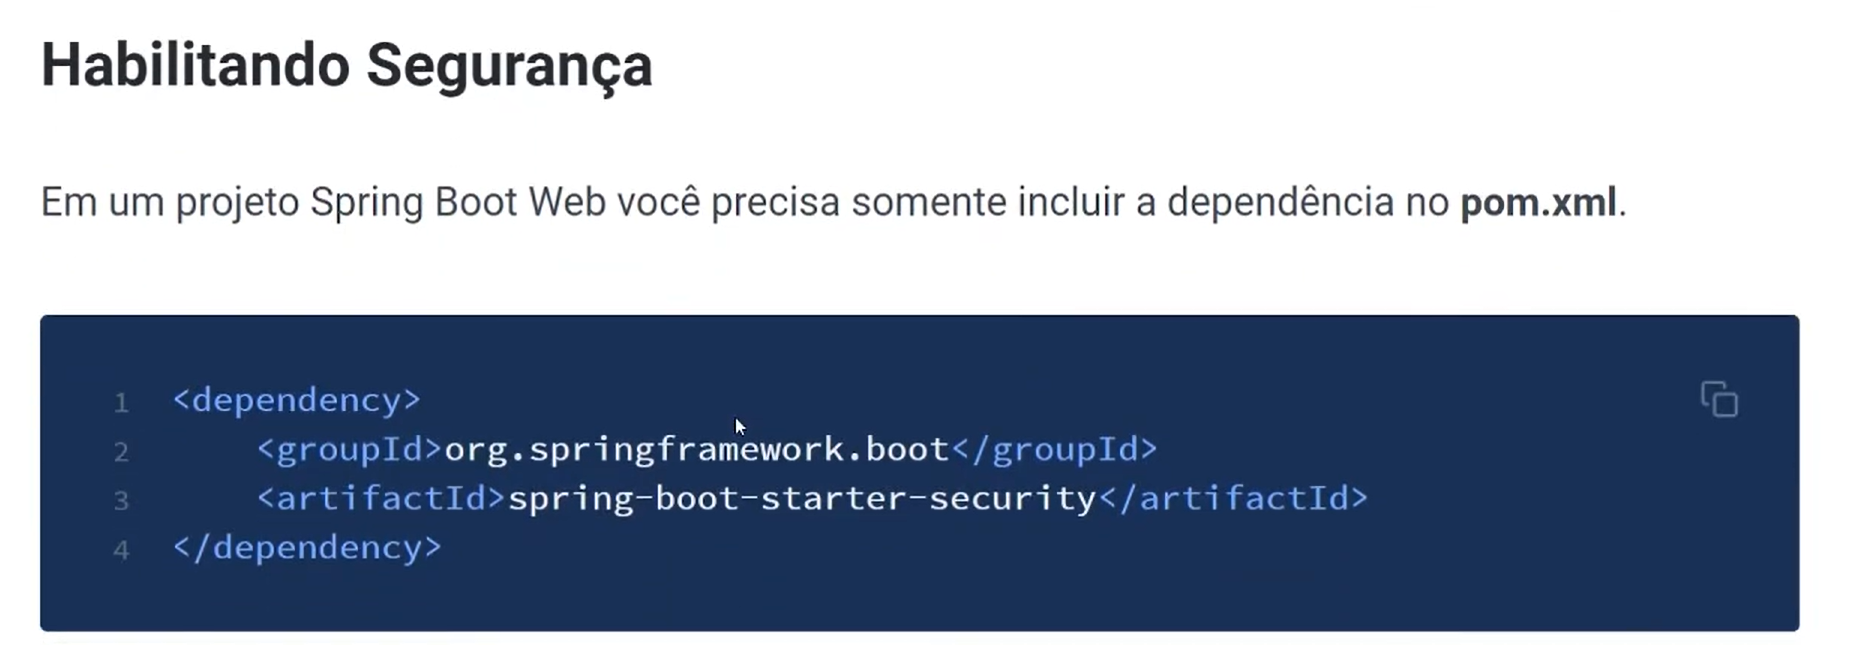 Habilitando Segurança
Em um projeto Spring Boot Web você precisa somente incluir a dependência no pom.xml.
1 <dependency>
2     <groupId>org.springframework.boot</groupId>
3     <artifactId>spring-boot-starter-security</artifactId>
4 </dependency>